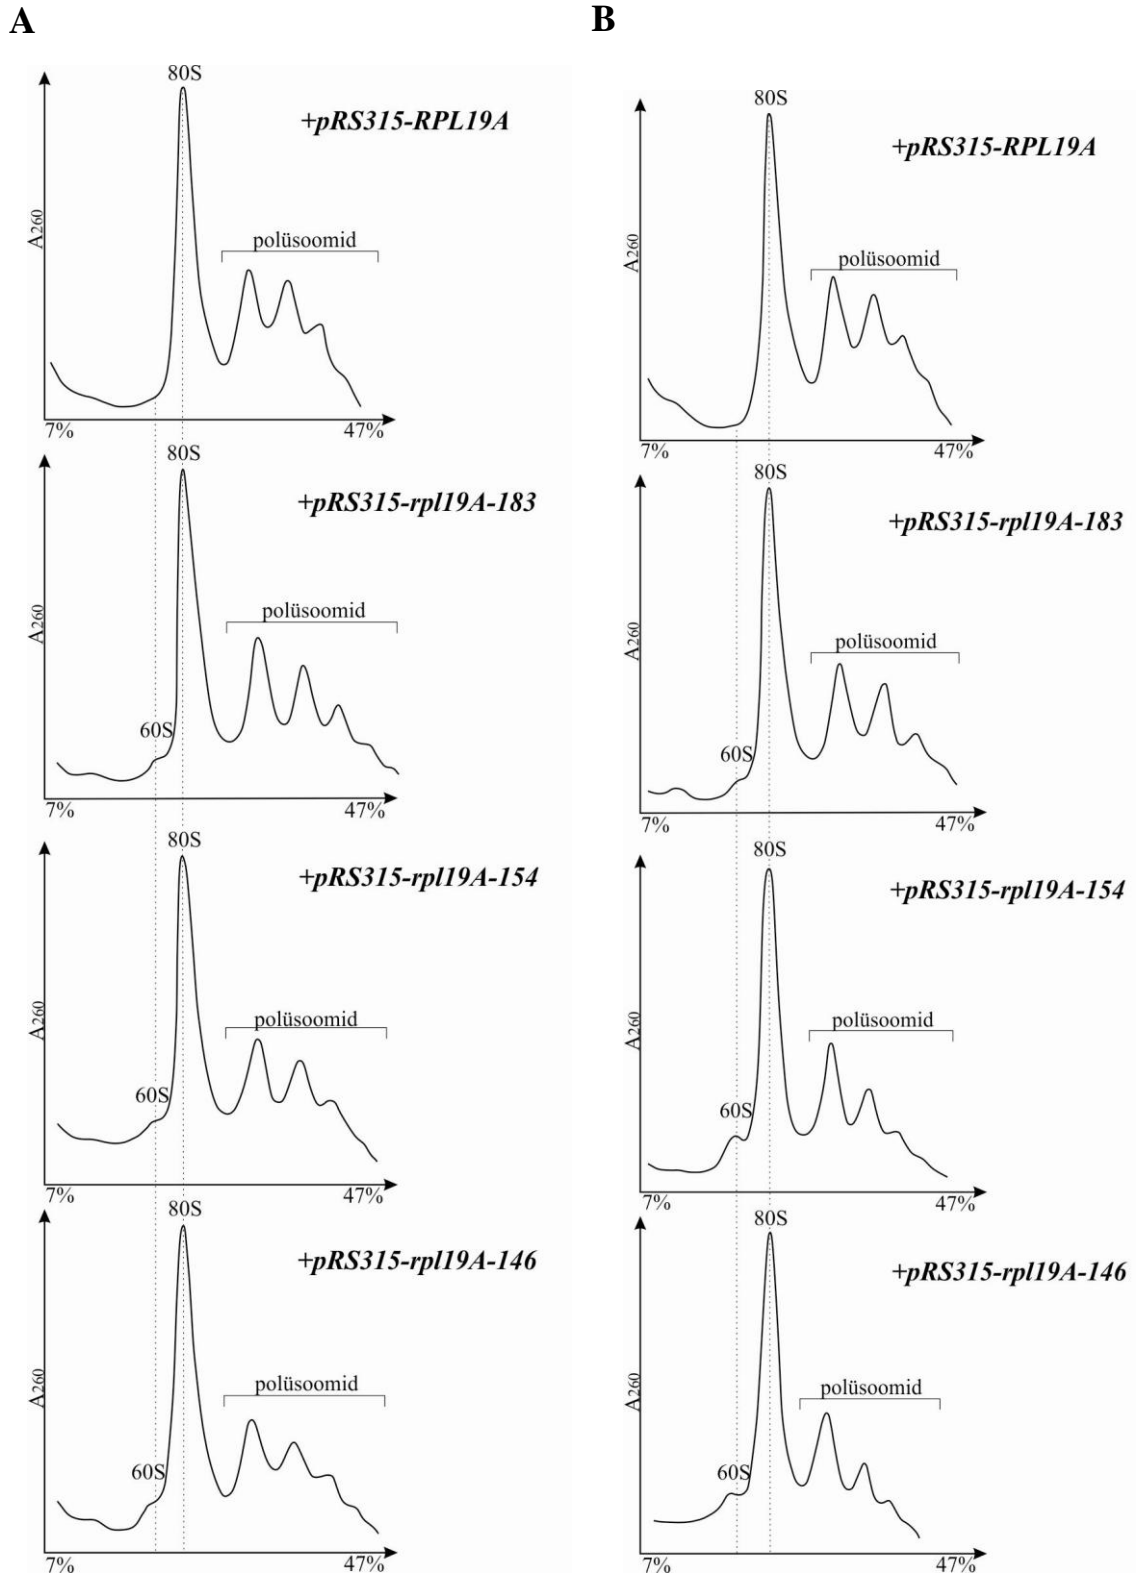 A
80S
+pRS315-RPL19A
polüsoomid
A260
7%
47%
80S
+pRS315-rpl19A-183
polüsoomid
A260
60S
7%
47%
80S
+pRS315-rpl19A-154
polüsoomid
A260
60S
7%
47%
80S
+pRS315-rpl19A-146
polüsoomid
A260
60S
7%
47%
B
80S
+pRS315-RPL19A
polüsoomid
A260
7%
47%
80S
+pRS315-rpl19A-183
polüsoomid
A260
60S
7%
47%
80S
+pRS315-rpl19A-154
polüsoomid
A260
60S
7%
47%
80S
+pRS315-rpl19A-146
polüsoomid
A260
60S
7%
47%